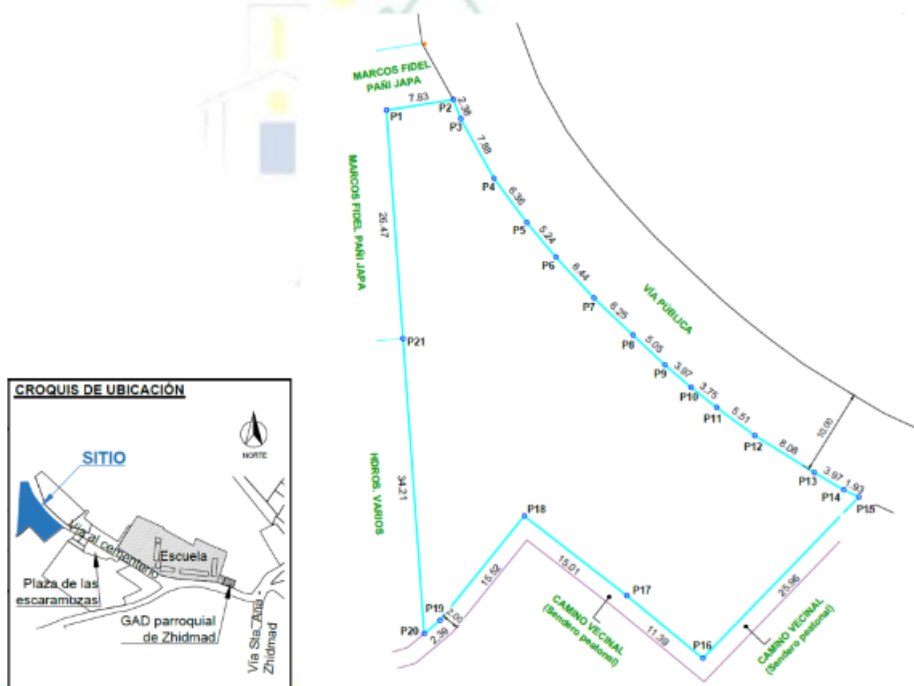 MARCOS FIDEL
PAÑI JAPA
7.83
P1
P2
2.38
P3
7.88
P4
6.36
P5
5.24
P6
6.44
P7
6.25
P8
5.05
P9
3.97
P10
3.75
P11
5.51
P12
8.08
P13
3.97
P14
1.93
P15
10.00
VÍA PÚBLICA
MARCOS FIDEL PAÑI JAPA
26.47
P21
HDROS. VARIOS
34.21
P18
15.01
P17
11.39
P16
25.96
15.52
P19
2.00
P20
2.39
CAMINO VECINAL
(Sendero peatonal)
CAMINO VECINAL
(Sendero peatonal)
CROQUIS DE UBICACIÓN
NORTE
SITIO
Vía al cementerio
Escuela
Plaza de las
escaramuzas
GAD parroquial
de Zhidmad
Vía Sta. Ana -
Zhidmad